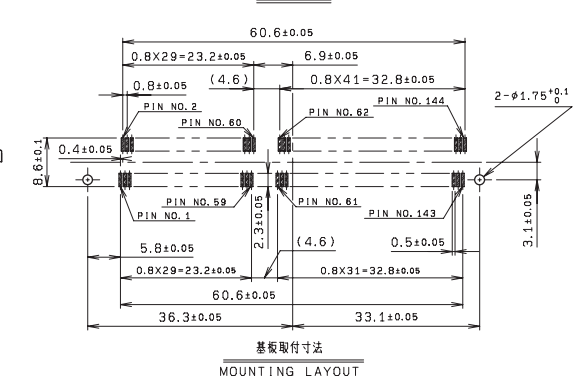 60.6±0.05
0.8X29=23.2±0.05
6.9±0.05
0.8±0.05
(4.6)
0.8X41=32.8±0.05
2-φ1.75+0.1 0
PIN NO.2
PIN NO.144
PIN NO.60
PIN NO.62
0.4±0.05
8.6±0.1
3.1±0.05
PIN NO.59
PIN NO.61
PIN NO.1
PIN NO.143
2.3±0.05
5.8±0.05
(4.6)
0.5±0.05
0.8X29=23.2±0.05
0.8X31=32.8±0.05
60.6±0.05
36.3±0.05
33.1±0.05
基板取付寸法
MOUNTING LAYOUT